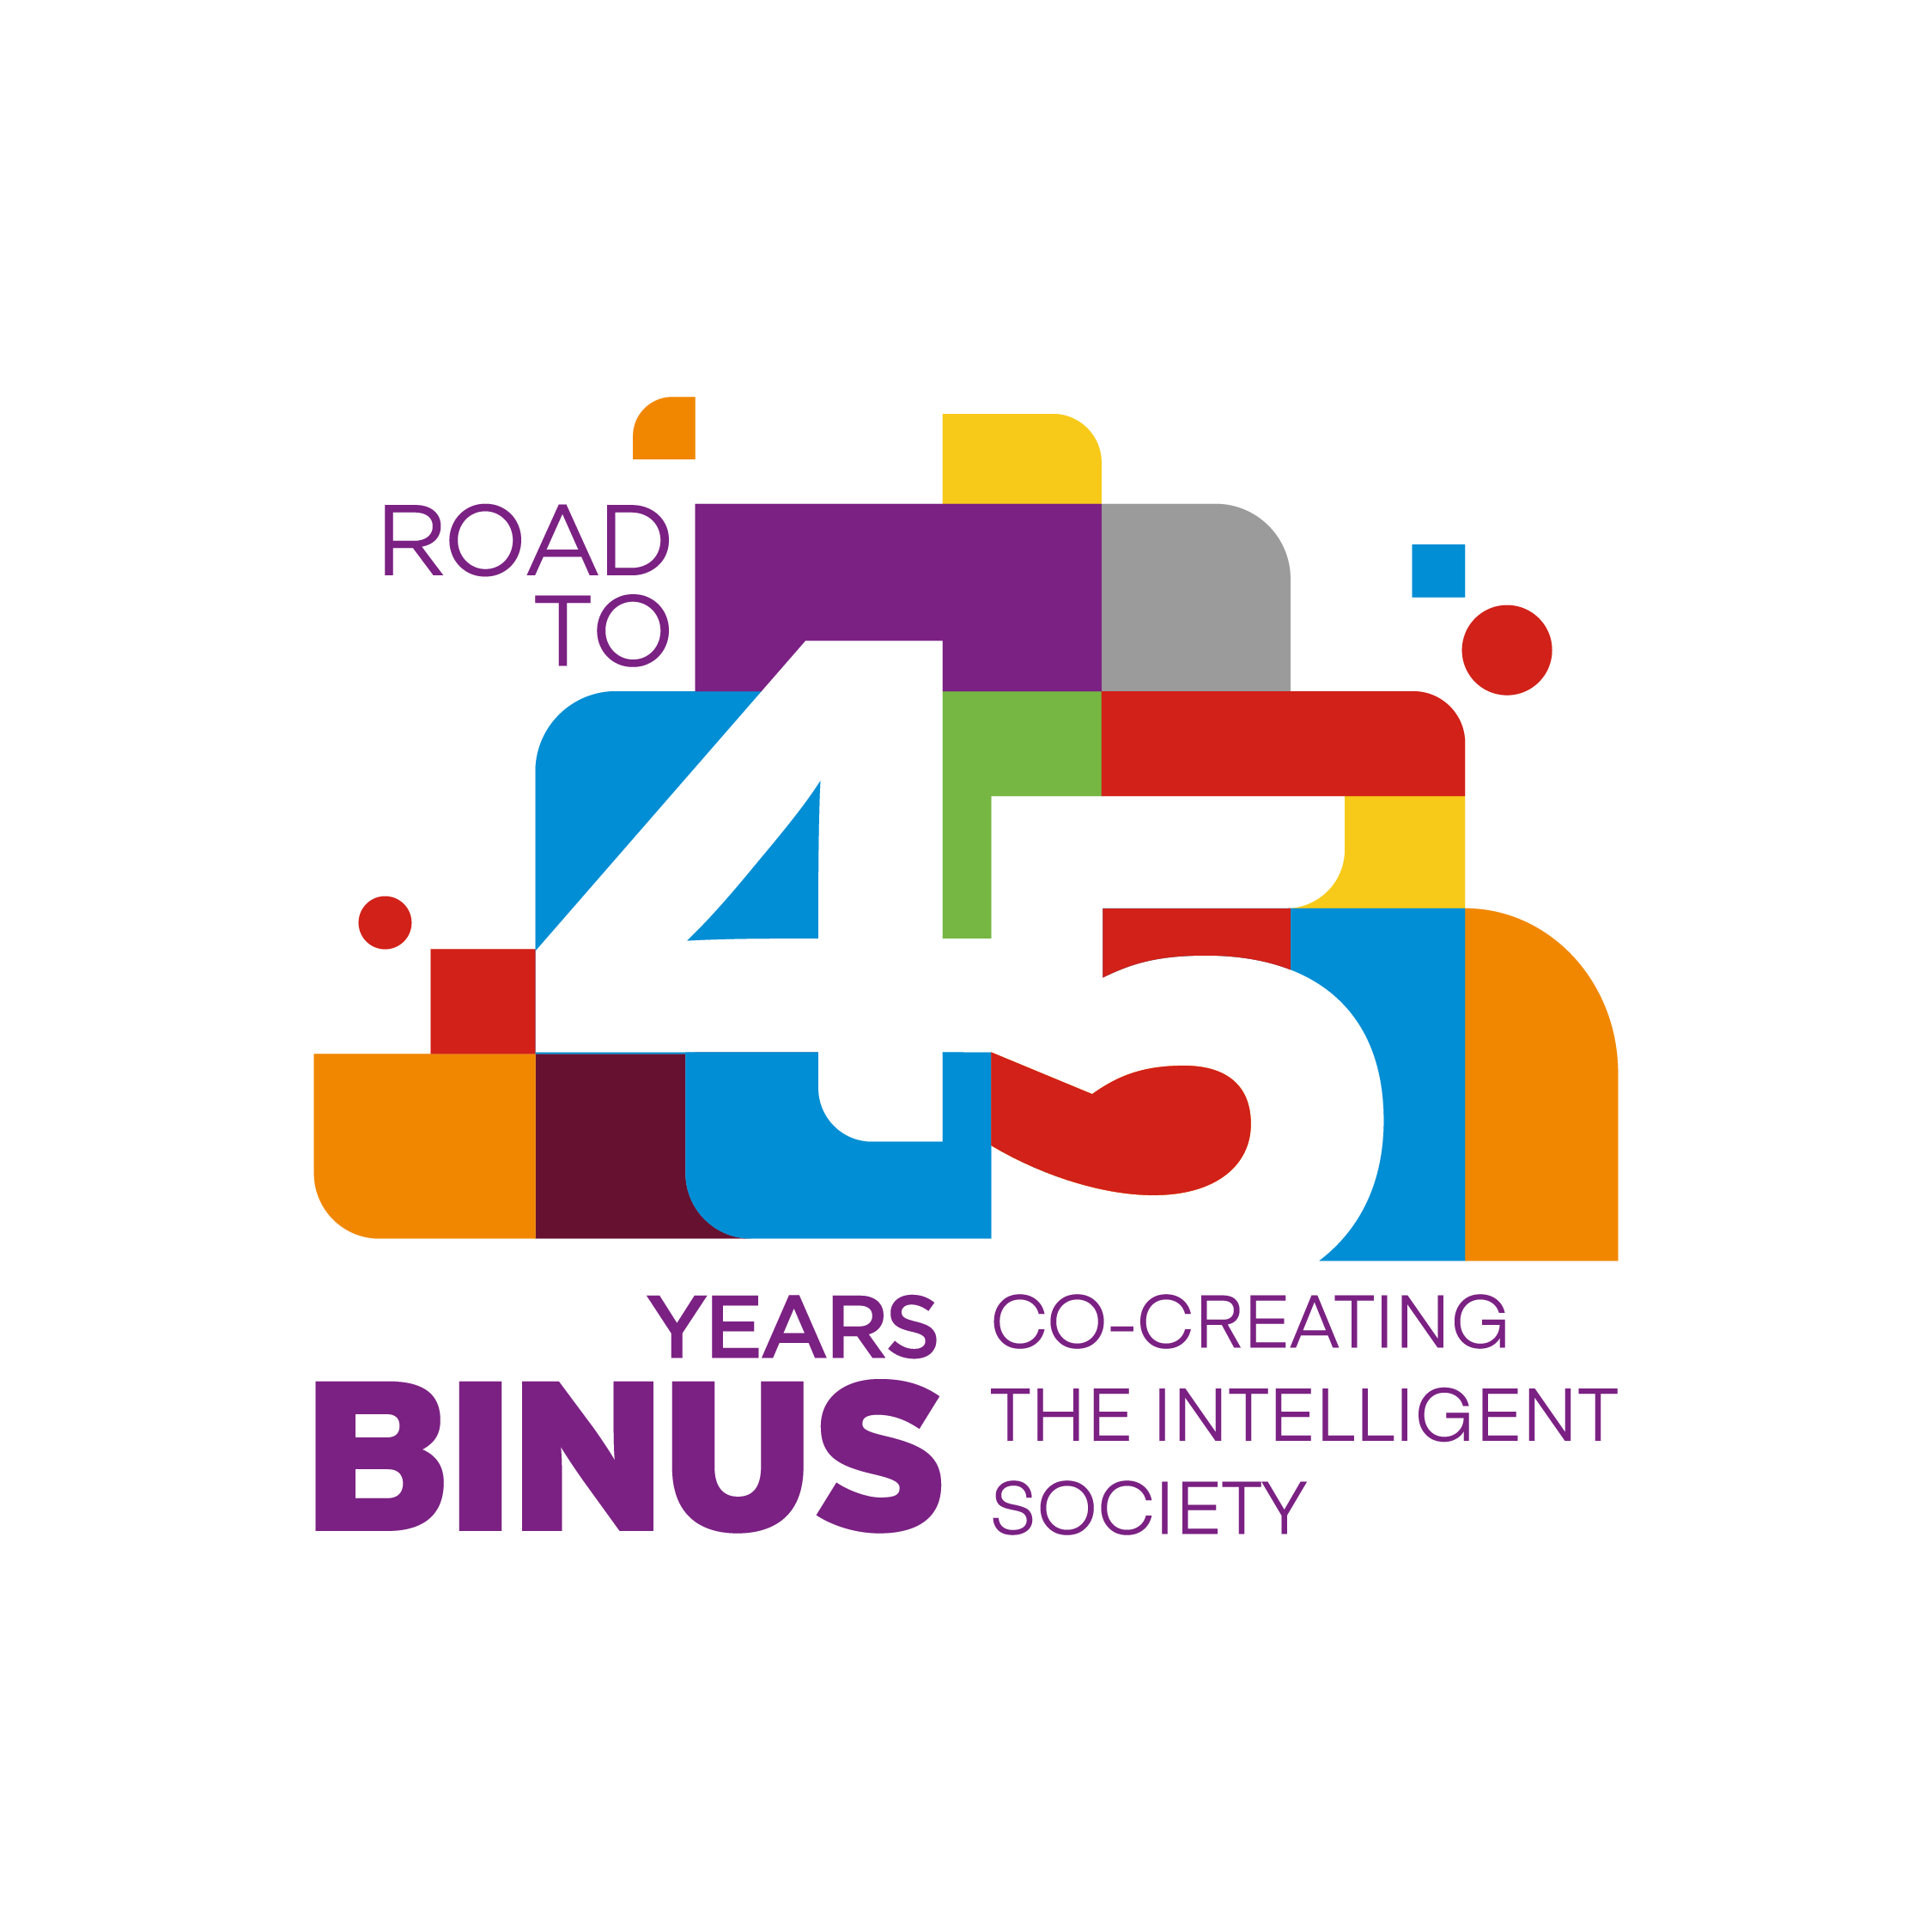 ROAD
TO
45
YEARS
BINUS
CO-CREATING
THE INTELLIGENT
SOCIETY